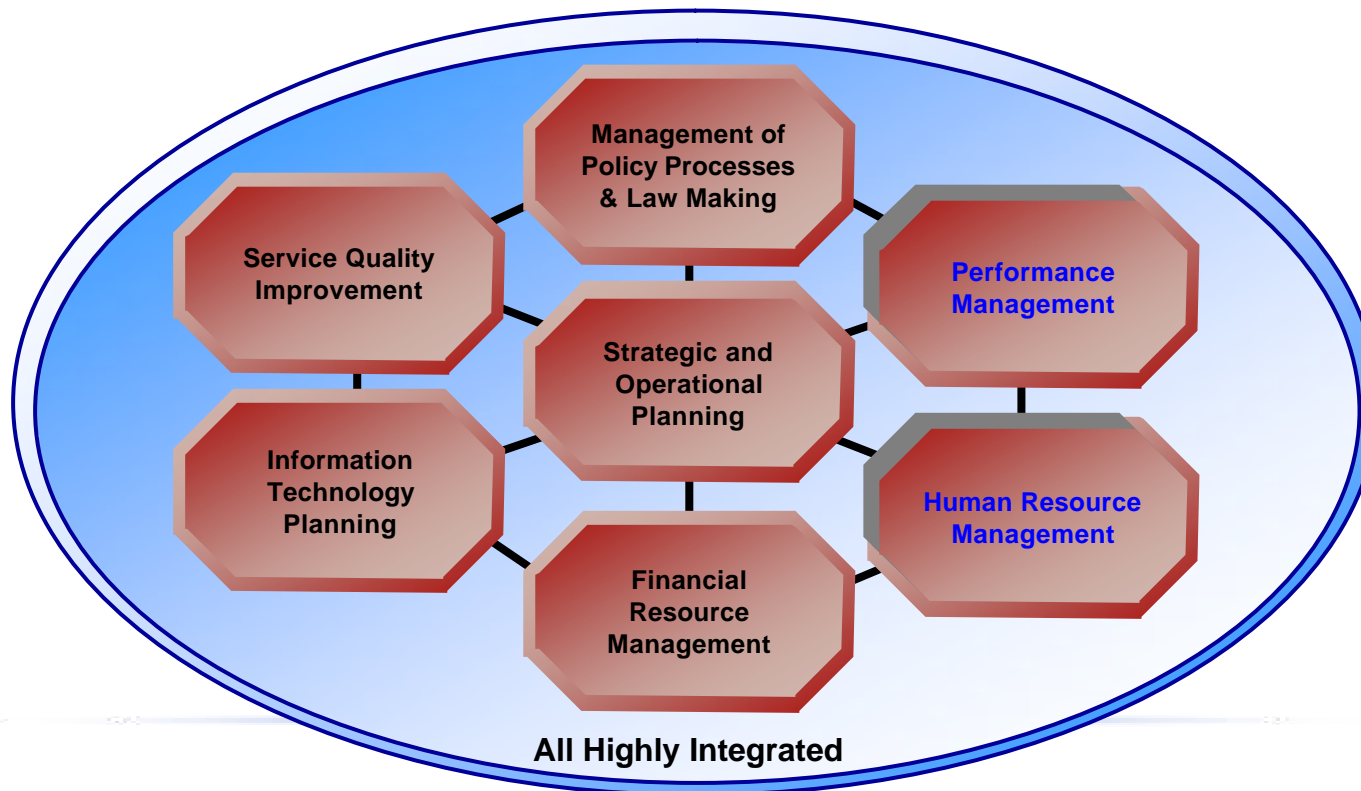 Management of
Policy Processes
& Law Making
Service Quality
Improvement
Performance
Management
Strategic and
Operational
Planning
Information
Technology
Planning
Human Resource
Management
Financial
Resource
Management
All Highly Integrated